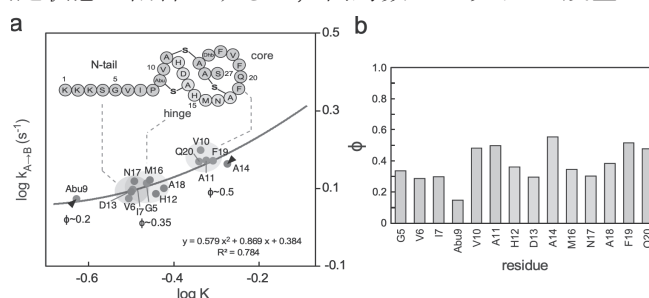 a
b
N-tail
core
hinge
1
5
10
15
20
27
K K K S G V I P Abu V A H D A H M N A F Q F V F Dhb A A S
S
S
S
log k A→B (s⁻¹)
0.5
0.3
0.1
-0.1
V10
Q20
F19
A11
A14
ϕ~0.5
N17
M16
A18
H12
D13
V6
I7
G5
ϕ~0.35
Abu9
ϕ~0.2
y = 0.579 x² + 0.869 x + 0.384
R² = 0.784
-0.6
-0.4
-0.2
log K
ϕ
1.0
0.8
0.6
0.4
0.2
0
G5
V6
I7
Abu9
V10
A11
H12
D13
A14
M16
N17
A18
F19
Q20
residue